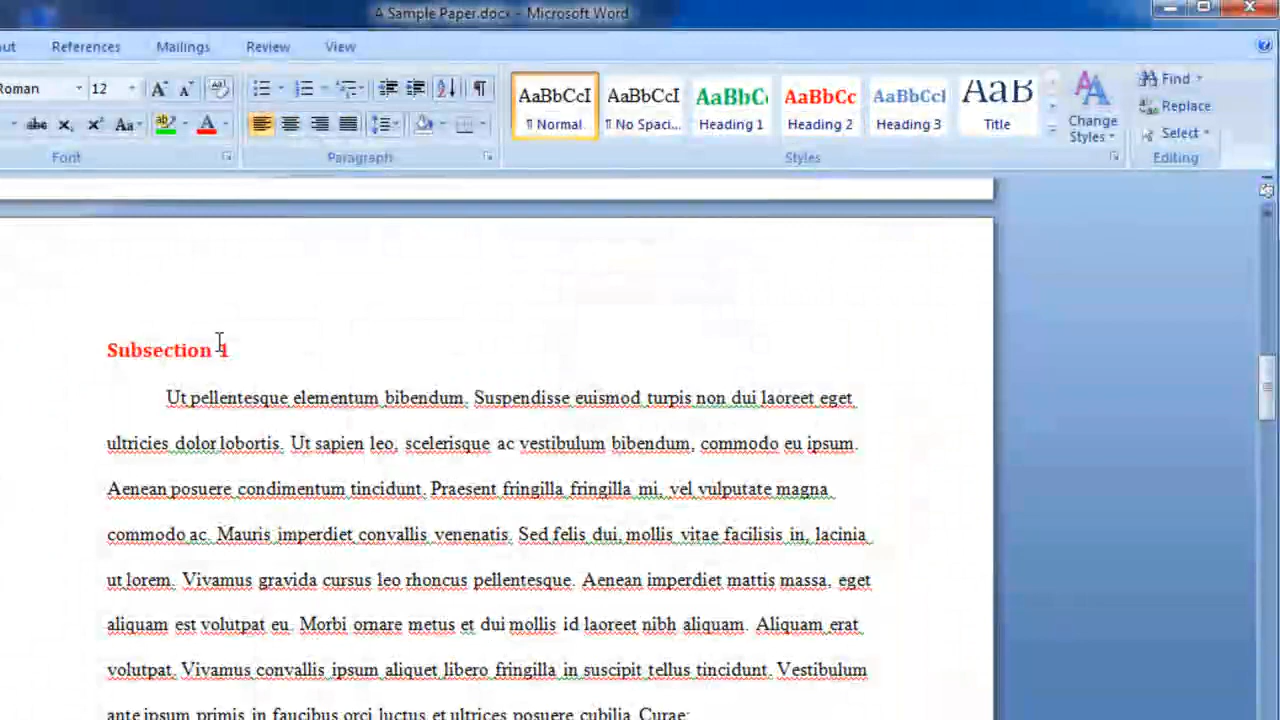 A Sample Paper.docx - Microsoft Word
out References Mailings Review View
Roman 12 AaBbCcI AaBbCcI AaBbC AaBbCc AaBbCcI AaB Find
abc x₂ x² Aa ab A ¶ Normal ¶ No Spaci... Heading 1 Heading 2 Heading 3 Title Change Styles Replace Select
Font Paragraph Styles Editing
Subsection 1
Ut pellentesque elementum bibendum. Suspendisse euismod turpis non dui laoreet eget
ultricies dolor lobortis. Ut sapien leo, scelerisque ac vestibulum bibendum, commodo eu ipsum.
Aenean posuere condimentum tincidunt. Praesent fringilla fringilla mi, vel vulputate magna
commodo ac. Mauris imperdiet convallis venenatis. Sed felis dui, mollis vitae facilisis in, lacinia
ut lorem. Vivamus gravida cursus leo rhoncus pellentesque. Aenean imperdiet mattis massa, eget
aliquam est volutpat eu. Morbi ornare metus et dui mollis id laoreet nibh aliquam. Aliquam erat
volutpat. Vivamus convallis ipsum aliquet libero fringilla in suscipit tellus tincidunt. Vestibulum
ante ipsum primis in faucibus orci luctus et ultrices posuere cubilia Curae;